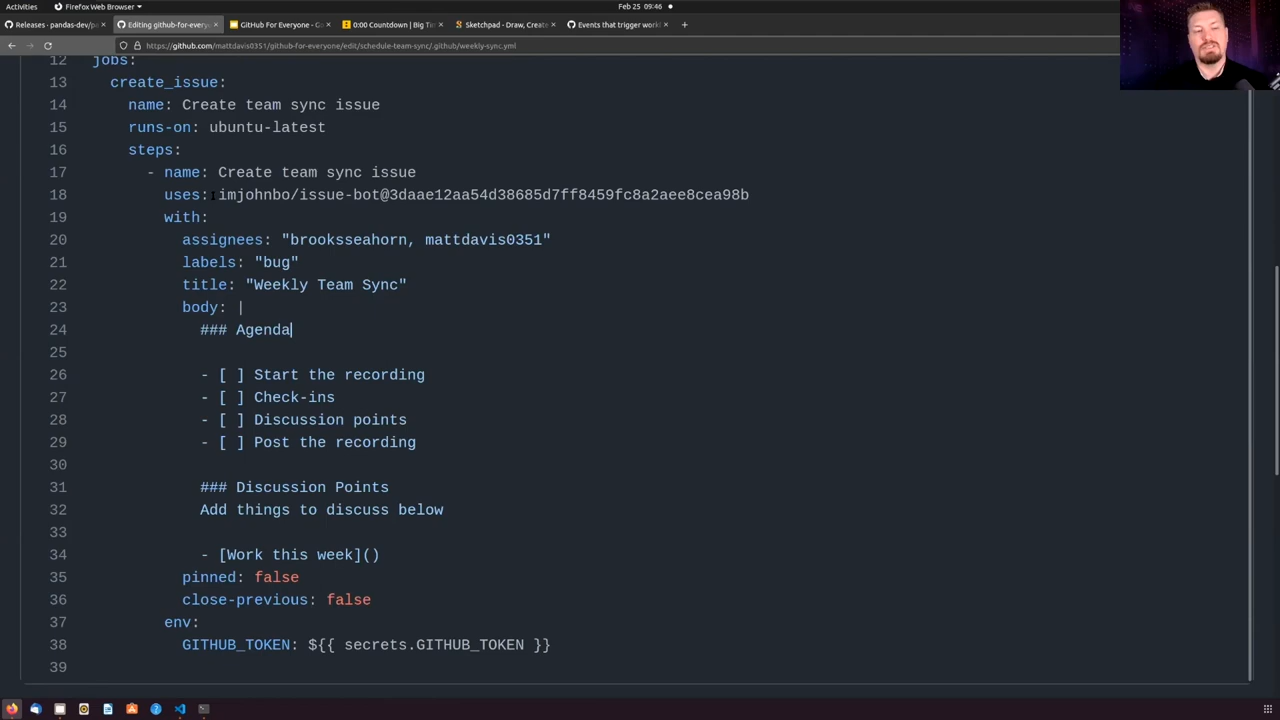 Activities
Firefox Web Browser
Feb 25 09:46
Releases · pandas-dev/p
Editing github-for-every
GitHub For Everyone - Go
0:00 Countdown | Big Tim
Sketchpad - Draw, Create
Events that trigger workf
https://github.com/mattdavis0351/github-for-everyone/edit/schedule-team-sync/.github/weekly-sync.yml
12 jobs:
13 create_issue:
14 name: Create team sync issue
15 runs-on: ubuntu-latest
16 steps:
17 - name: Create team sync issue
18 uses: imjohnbo/issue-bot@3daae12aa54d38685d7ff8459fc8a2aee8cea98b
19 with:
20 assignees: "brooksseahorn, mattdavis0351"
21 labels: "bug"
22 title: "Weekly Team Sync"
23 body: |
24 ### Agenda
25
26 - [ ] Start the recording
27 - [ ] Check-ins
28 - [ ] Discussion points
29 - [ ] Post the recording
30
31 ### Discussion Points
32 Add things to discuss below
33
34 - [Work this week]()
35 pinned: false
36 close-previous: false
37 env:
38 GITHUB_TOKEN: ${{ secrets.GITHUB_TOKEN }}
39